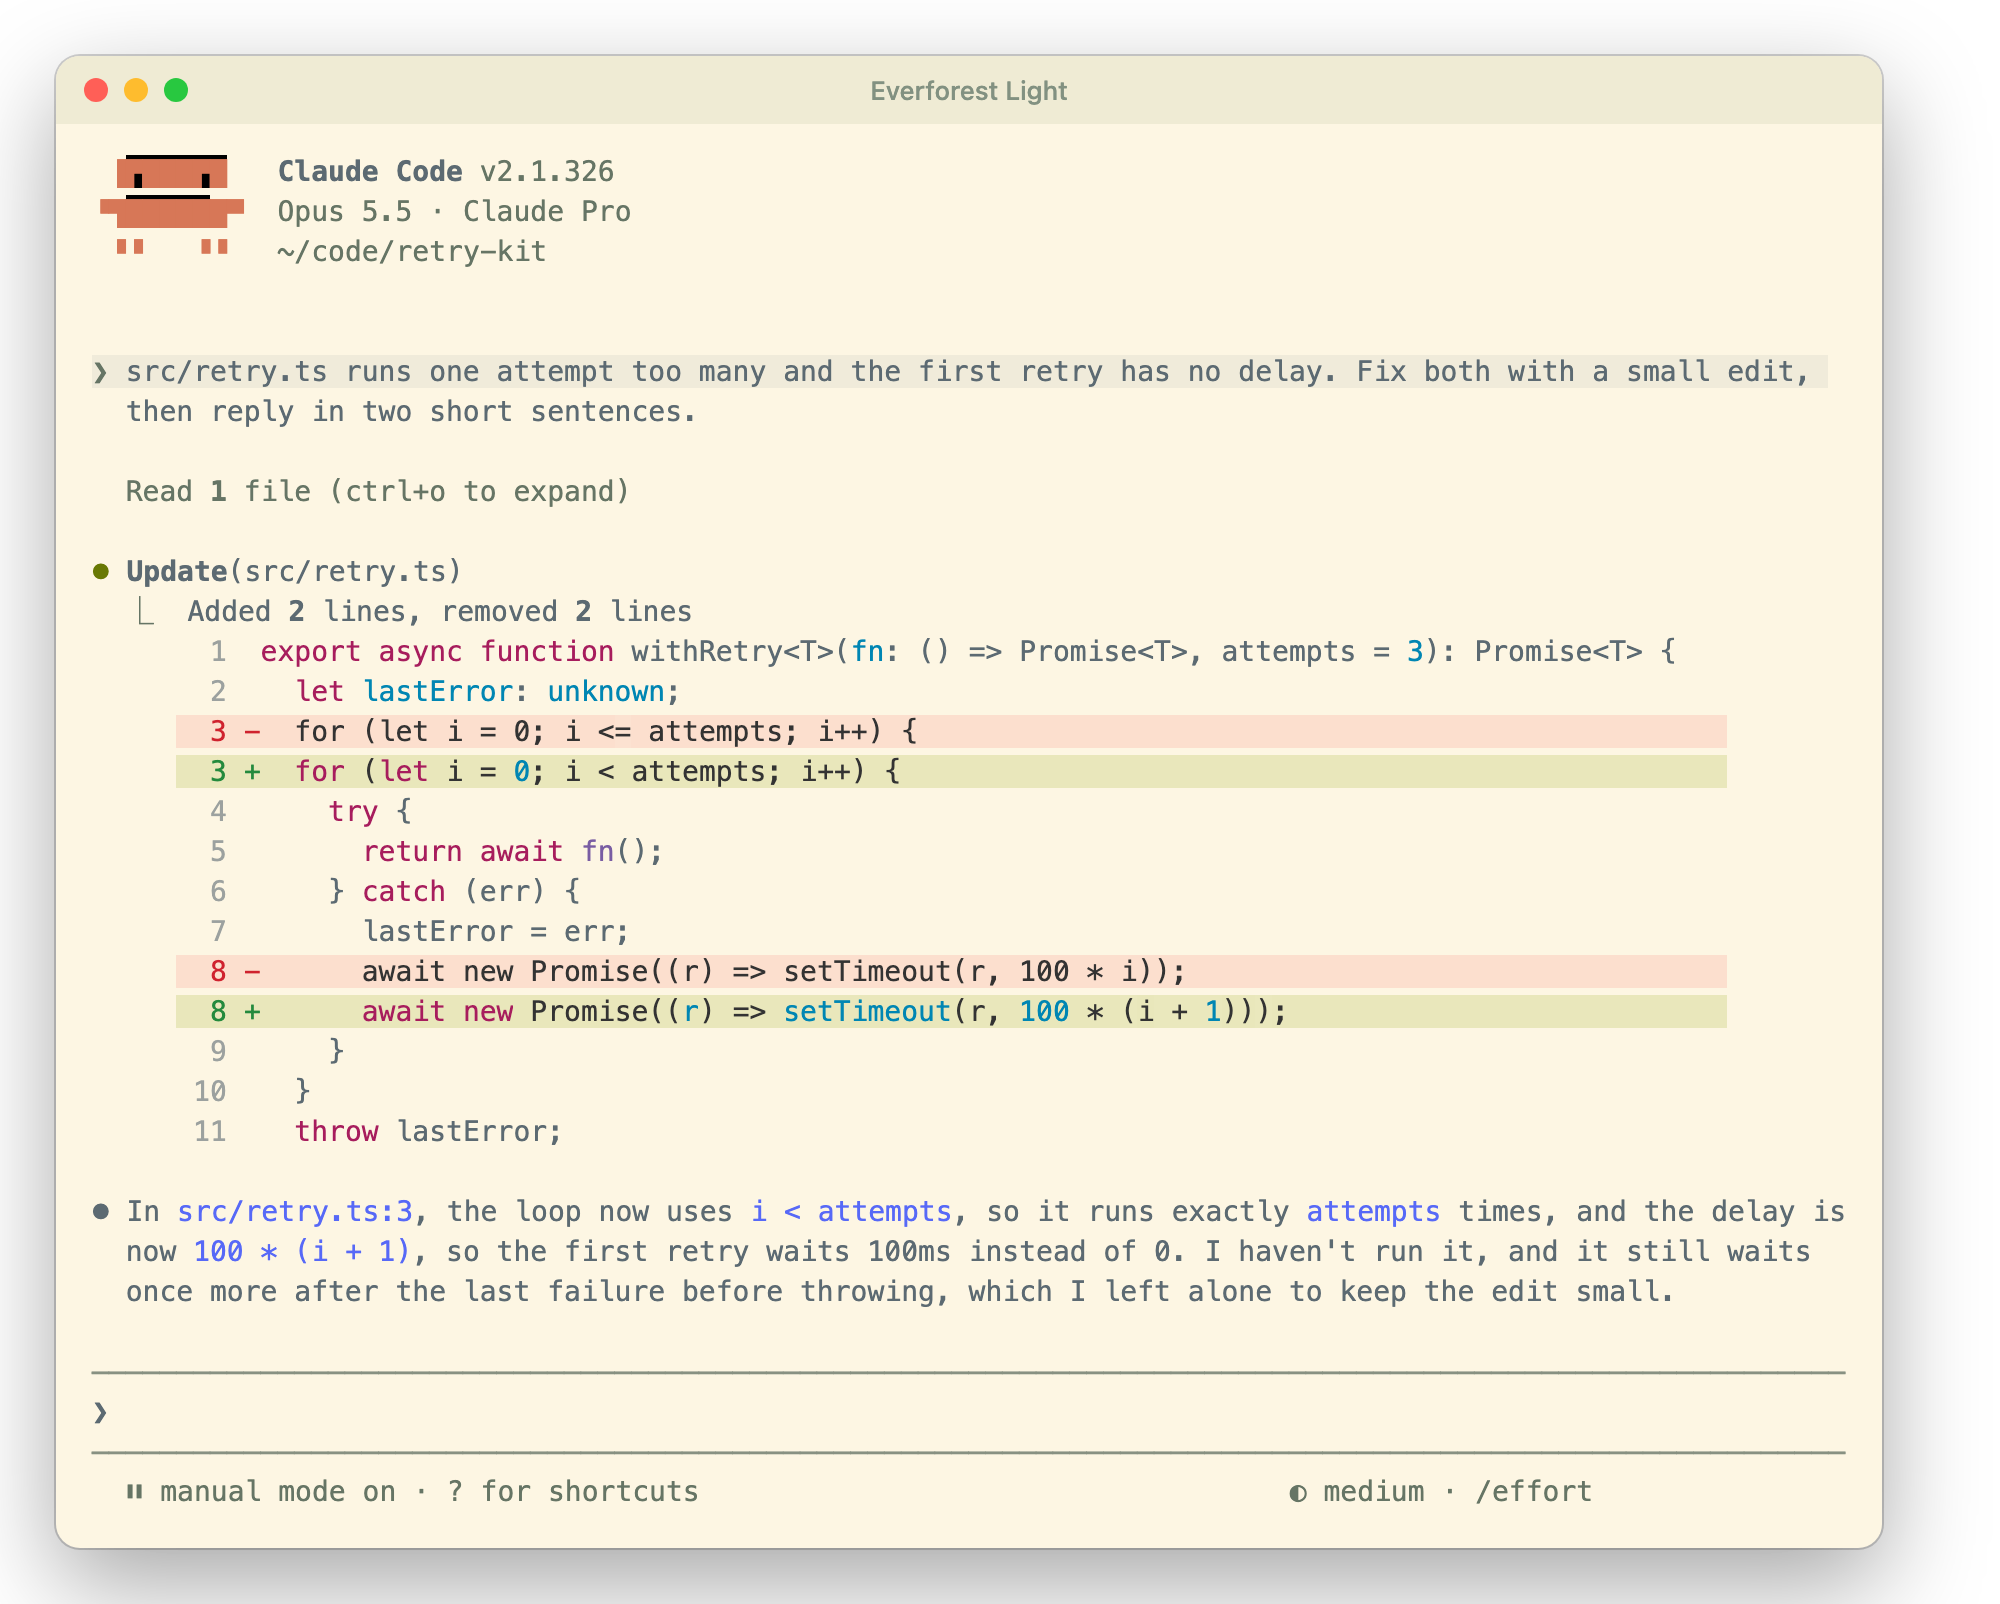 Everforest Light
Claude Code v2.1.326
Opus 5.5 · Claude Pro
~/code/retry-kit
❯ src/retry.ts runs one attempt too many and the first retry has no delay. Fix both with a small edit,
then reply in two short sentences.
Read 1 file (ctrl+o to expand)
● Update(src/retry.ts)
⎿  Added 2 lines, removed 2 lines
1  export async function withRetry<T>(fn: () => Promise<T>, attempts = 3): Promise<T> {
2    let lastError: unknown;
3 -  for (let i = 0; i <= attempts; i++) {
3 +  for (let i = 0; i < attempts; i++) {
4      try {
5        return await fn();
6      } catch (err) {
7        lastError = err;
8 -      await new Promise((r) => setTimeout(r, 100 * i));
8 +      await new Promise((r) => setTimeout(r, 100 * (i + 1)));
9      }
10    }
11    throw lastError;
● In src/retry.ts:3, the loop now uses i < attempts, so it runs exactly attempts times, and the delay is
now 100 * (i + 1), so the first retry waits 100ms instead of 0. I haven't run it, and it still waits
once more after the last failure before throwing, which I left alone to keep the edit small.
❯
⏸ manual mode on · ? for shortcuts
◐ medium · /effort